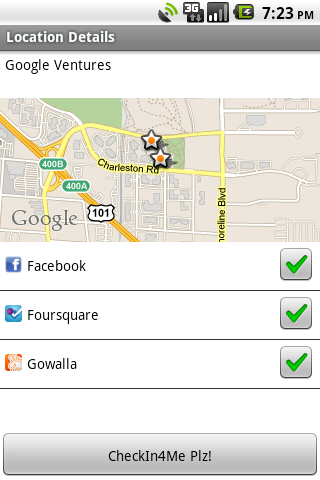 3G
7:23 PM
Location Details
Google Ventures
400B
Charleston Rd
400A
101
Google
horeline Blvd
Facebook
Foursquare
Gowalla
CheckIn4Me Plz!